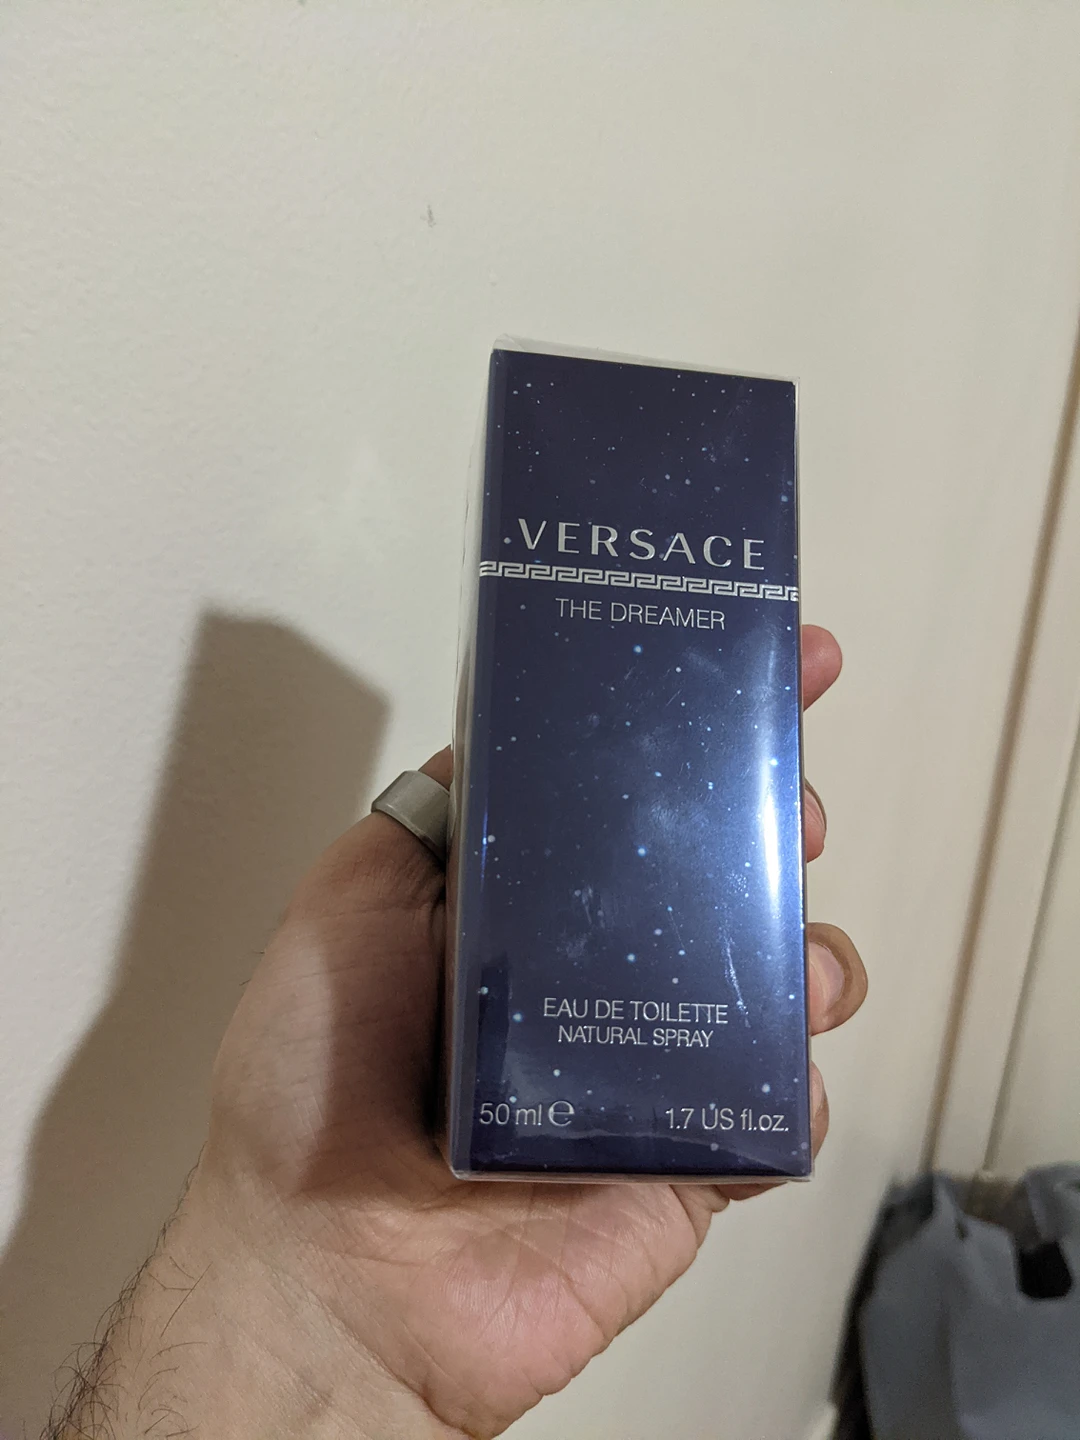 VERSACE
THE DREAMER
EAU DE TOILETTE
NATURAL SPRAY
50 ml ℮ 1.7 US fl.oz.